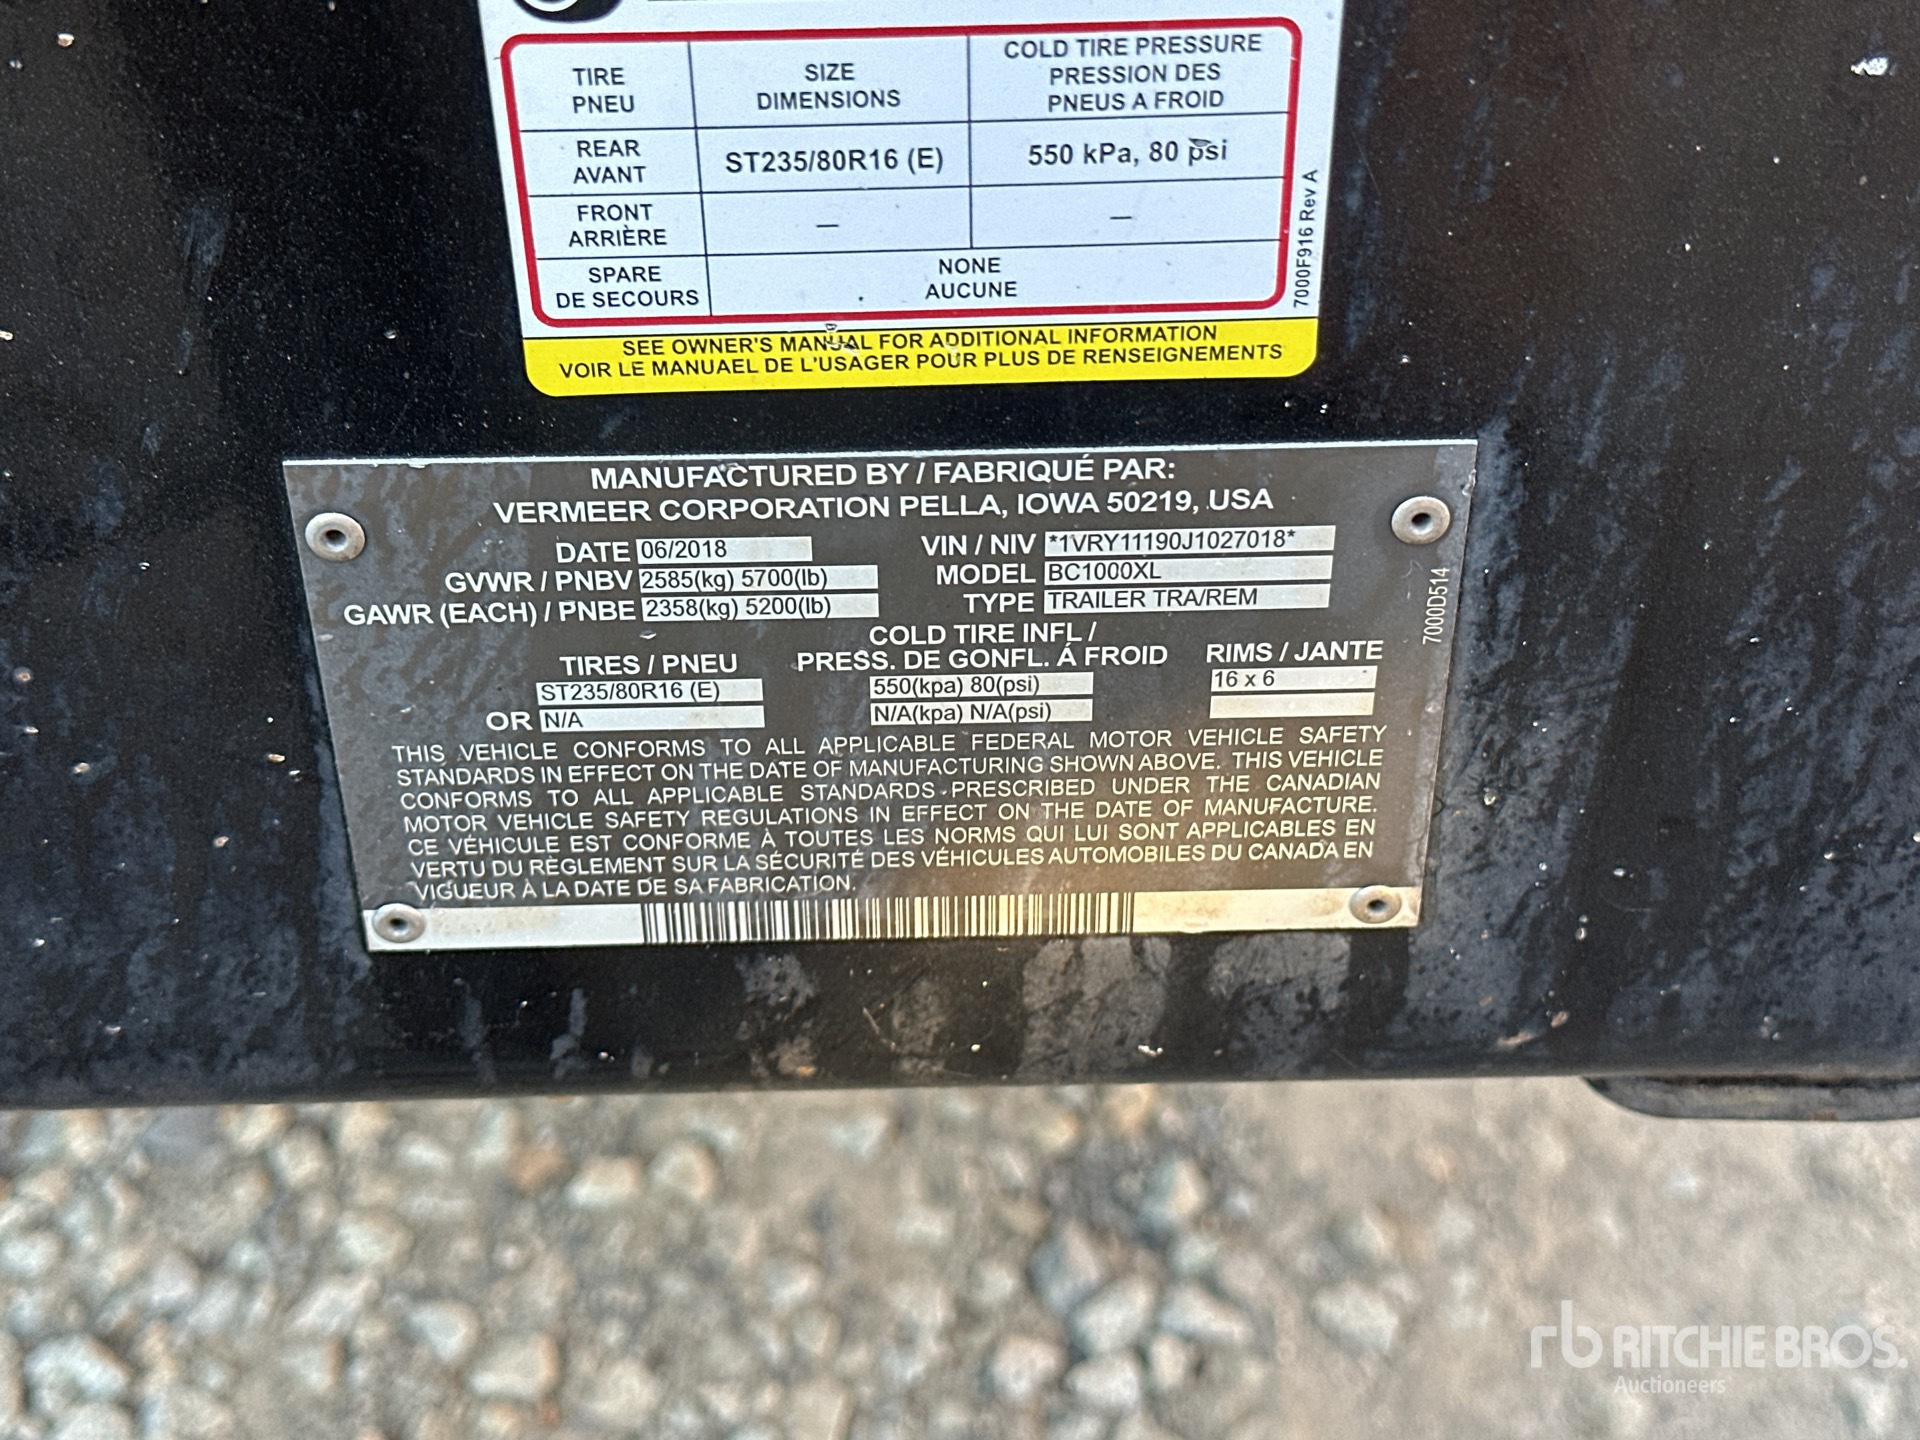 TIRE
PNEU
SIZE
DIMENSIONS
COLD TIRE PRESSURE
PRESSION DES
PNEUS A FROID
REAR
AVANT
ST235/80R16 (E)
550 kPa, 80 psi
FRONT
ARRIÈRE
—
—
SPARE
DE SECOURS
NONE
AUCUNE
7000F916 Rev A
SEE OWNER'S MANUAL FOR ADDITIONAL INFORMATION
VOIR LE MANUAEL DE L'USAGER POUR PLUS DE RENSEIGNEMENTS
MANUFACTURED BY / FABRIQUÉ PAR:
VERMEER CORPORATION PELLA, IOWA 50219, USA
DATE 06/2018
VIN / NIV *1VRY11190J1027018*
GVWR / PNBV 2585(kg) 5700(lb)
MODEL BC1000XL
GAWR (EACH) / PNBE 2358(kg) 5200(lb)
TYPE TRAILER TRA/REM
7000D514
TIRES / PNEU
COLD TIRE INFL /
PRESS. DE GONFL. Á FROID
RIMS / JANTE
ST235/80R16 (E)
550(kpa) 80(psi)
16 x 6
OR N/A
N/A(kpa) N/A(psi)
THIS VEHICLE CONFORMS TO ALL APPLICABLE FEDERAL MOTOR VEHICLE SAFETY
STANDARDS IN EFFECT ON THE DATE OF MANUFACTURING SHOWN ABOVE. THIS VEHICLE
CONFORMS TO ALL APPLICABLE STANDARDS PRESCRIBED UNDER THE CANADIAN
MOTOR VEHICLE SAFETY REGULATIONS IN EFFECT ON THE DATE OF MANUFACTURE.
CE VÉHICULE EST CONFORME À TOUTES LES NORMS QUI LUI SONT APPLICABLES EN
VERTU DU RÈGLEMENT SUR LA SÉCURITÉ DES VÉHICULES AUTOMOBILES DU CANADA EN
VIGUEUR À LA DATE DE SA FABRICATION.
rb RITCHIE BROS.
Auctioneers